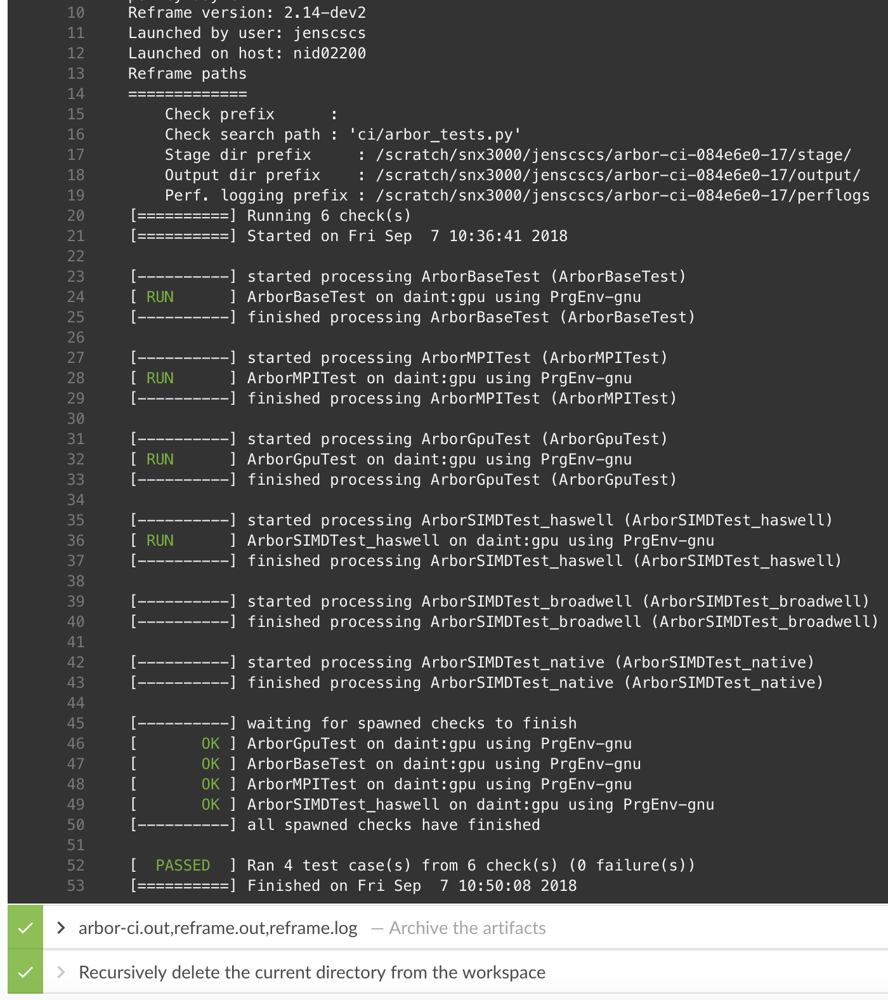 10 Reframe version: 2.14-dev2
11 Launched by user: jenscscs
12 Launched on host: nid02200
13 Reframe paths
14 =============
15     Check prefix      :
16     Check search path : 'ci/arbor_tests.py'
17     Stage dir prefix     : /scratch/snx3000/jenscscs/arbor-ci-084e6e0-17/stage/
18     Output dir prefix    : /scratch/snx3000/jenscscs/arbor-ci-084e6e0-17/output/
19     Perf. logging prefix : /scratch/snx3000/jenscscs/arbor-ci-084e6e0-17/perflogs
20 [==========] Running 6 check(s)
21 [==========] Started on Fri Sep  7 10:36:41 2018
22
23 [----------] started processing ArborBaseTest (ArborBaseTest)
24 [ RUN      ] ArborBaseTest on daint:gpu using PrgEnv-gnu
25 [----------] finished processing ArborBaseTest (ArborBaseTest)
26
27 [----------] started processing ArborMPITest (ArborMPITest)
28 [ RUN      ] ArborMPITest on daint:gpu using PrgEnv-gnu
29 [----------] finished processing ArborMPITest (ArborMPITest)
30
31 [----------] started processing ArborGpuTest (ArborGpuTest)
32 [ RUN      ] ArborGpuTest on daint:gpu using PrgEnv-gnu
33 [----------] finished processing ArborGpuTest (ArborGpuTest)
34
35 [----------] started processing ArborSIMDTest_haswell (ArborSIMDTest_haswell)
36 [ RUN      ] ArborSIMDTest_haswell on daint:gpu using PrgEnv-gnu
37 [----------] finished processing ArborSIMDTest_haswell (ArborSIMDTest_haswell)
38
39 [----------] started processing ArborSIMDTest_broadwell (ArborSIMDTest_broadwell)
40 [----------] finished processing ArborSIMDTest_broadwell (ArborSIMDTest_broadwell)
41
42 [----------] started processing ArborSIMDTest_native (ArborSIMDTest_native)
43 [----------] finished processing ArborSIMDTest_native (ArborSIMDTest_native)
44
45 [----------] waiting for spawned checks to finish
46 [       OK ] ArborGpuTest on daint:gpu using PrgEnv-gnu
47 [       OK ] ArborBaseTest on daint:gpu using PrgEnv-gnu
48 [       OK ] ArborMPITest on daint:gpu using PrgEnv-gnu
49 [       OK ] ArborSIMDTest_haswell on daint:gpu using PrgEnv-gnu
50 [----------] all spawned checks have finished
51
52 [  PASSED  ] Ran 4 test case(s) from 6 check(s) (0 failure(s))
53 [==========] Finished on Fri Sep  7 10:50:08 2018
arbor-ci.out,reframe.out,reframe.log — Archive the artifacts
Recursively delete the current directory from the workspace